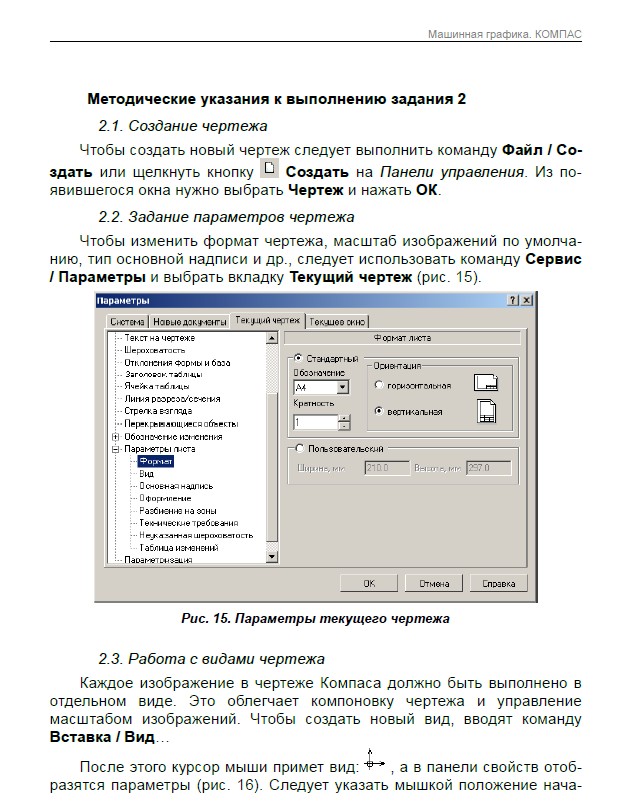 Машинная графика. КОМПАС
Методические указания к выполнению задания 2
2.1. Создание чертежа
Чтобы создать новый чертеж следует выполнить команду Файл / Со-
здать или щелкнуть кнопку Создать на Панели управления. Из по-
явившегося окна нужно выбрать Чертеж и нажать ОК.
2.2. Задание параметров чертежа
Чтобы изменить формат чертежа, масштаб изображений по умолча-
нию, тип основной надписи и др., следует использовать команду Сервис
/ Параметры и выбрать вкладку Текущий чертеж (рис. 15).
Параметры
Система Новые документы Текущий чертеж Текущее окно
Текст на чертеже
Шероховатость
Отклонения формы и база
Заголовок таблицы
Ячейка таблицы
Линия разреза/сечения
Стрелка взгляда
Перекрывающиеся объекты
Обозначение изменения
Параметры листа
Формат
Вид
Основная надпись
Оформление
Разбиение на зоны
Технические требования
Неуказанная шероховатость
Таблица изменений
Параметризация
Формат листа
Стандартный
Обозначение
A4
Кратность
1
Ориентация
горизонтальная
вертикальная
Пользовательский
Ширина, мм 210.0 Высота, мм 297.0
OK Отмена Справка
Рис. 15. Параметры текущего чертежа
2.3. Работа с видами чертежа
Каждое изображение в чертеже Компаса должно быть выполнено в
отдельном виде. Это облегчает компоновку чертежа и управление
масштабом изображений. Чтобы создать новый вид, вводят команду
Вставка / Вид…
После этого курсор мыши примет вид: , а в панели свойств отоб-
разятся параметры (рис. 16). Следует указать мышкой положение нача-